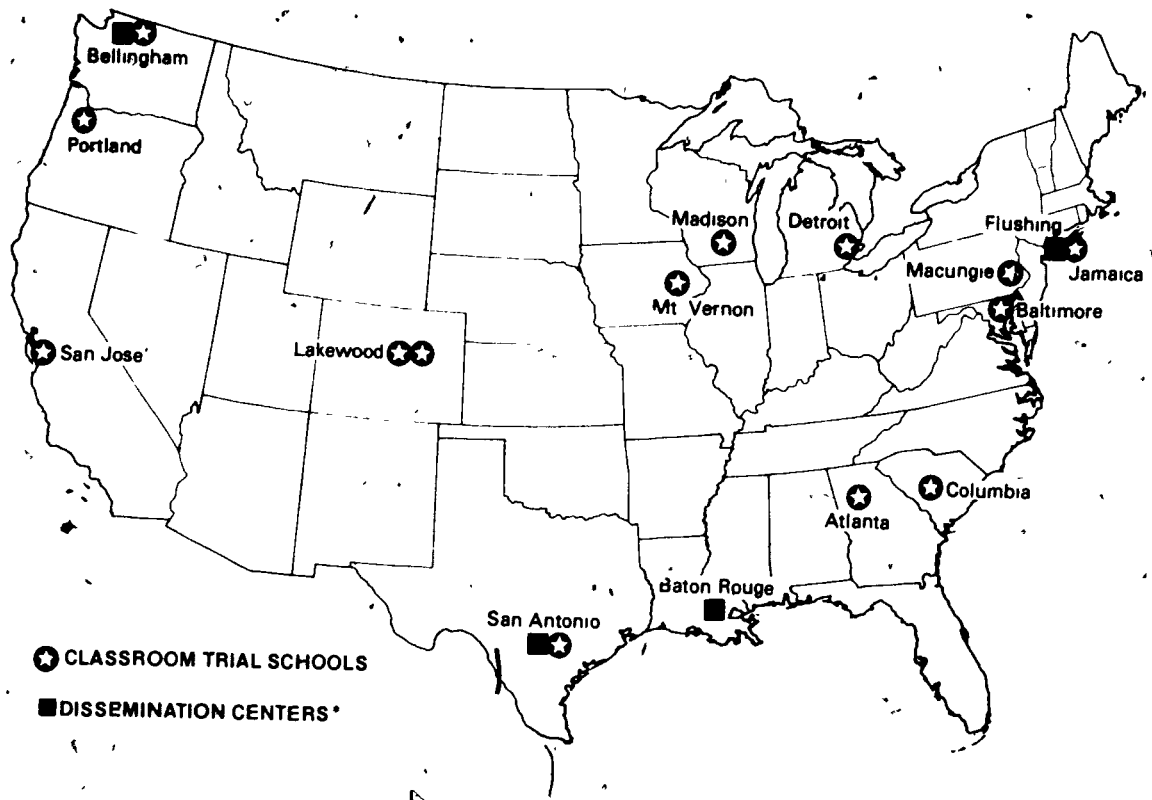 Bellingham
Portland
Madison
Detroit
Flushing
Macungie
Jamaica
Mt Vernon
Baltimore
San Jose
Lakewood
Columbia
Atlanta
Baton Rouge
San Antonio
CLASSROOM TRIAL SCHOOLS
DISSEMINATION CENTERS*